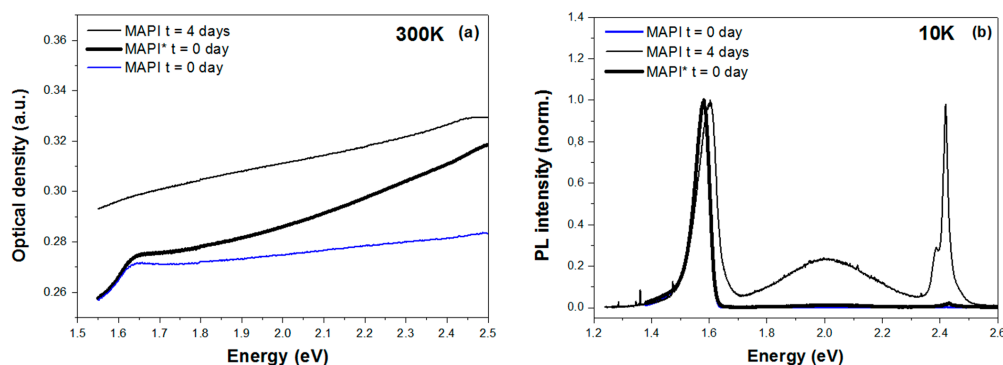 MAPI t = 4 days
MAPI* t = 0 day
MAPI t = 0 day
300K
(a)
0.36
0.34
0.32
0.30
0.28
0.26
Optical density (a.u.)
1.5 1.6 1.7 1.8 1.9 2.0 2.1 2.2 2.3 2.4 2.5
Energy (eV)
MAPI t = 0 day
MAPI t = 4 days
MAPI* t = 0 day
10K
(b)
1.4
1.0
0.8
0.6
0.4
0.2
0.0
PL intensity (norm.)
1.2 1.4 1.6 1.8 2.0 2.2 2.4 2.6
Energy (eV)